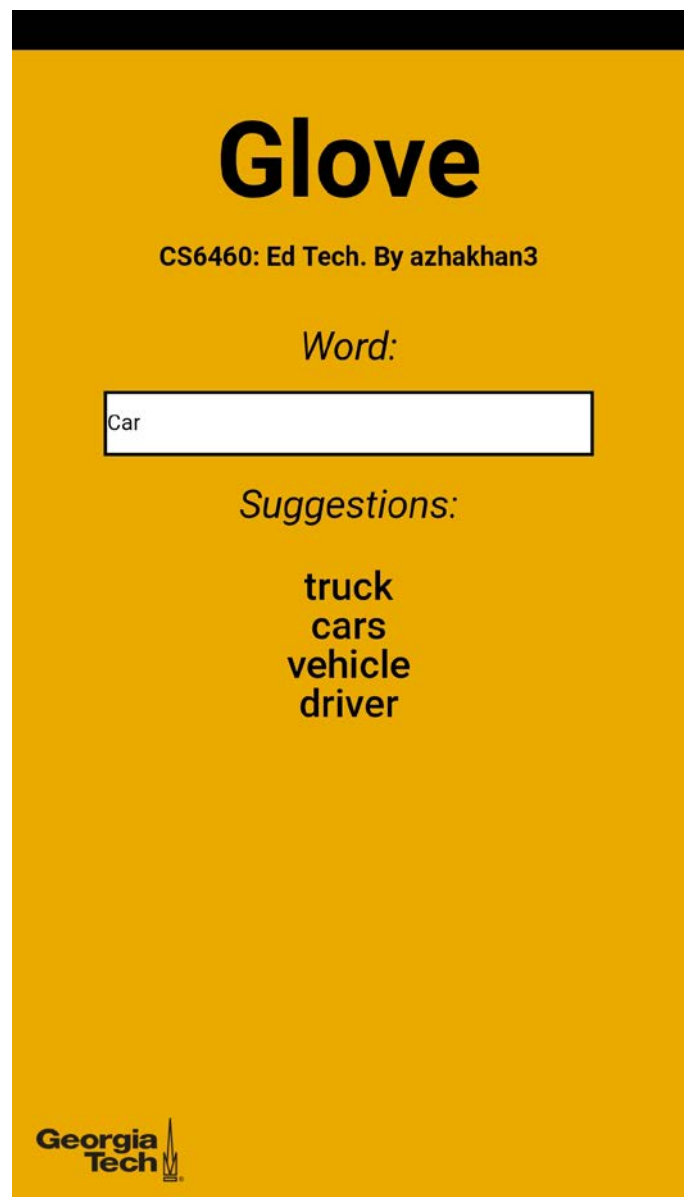 Glove
CS6460: Ed Tech. By azhakhan3
Word:
Car
Suggestions:
truck
cars
vehicle
driver
Georgia
Tech